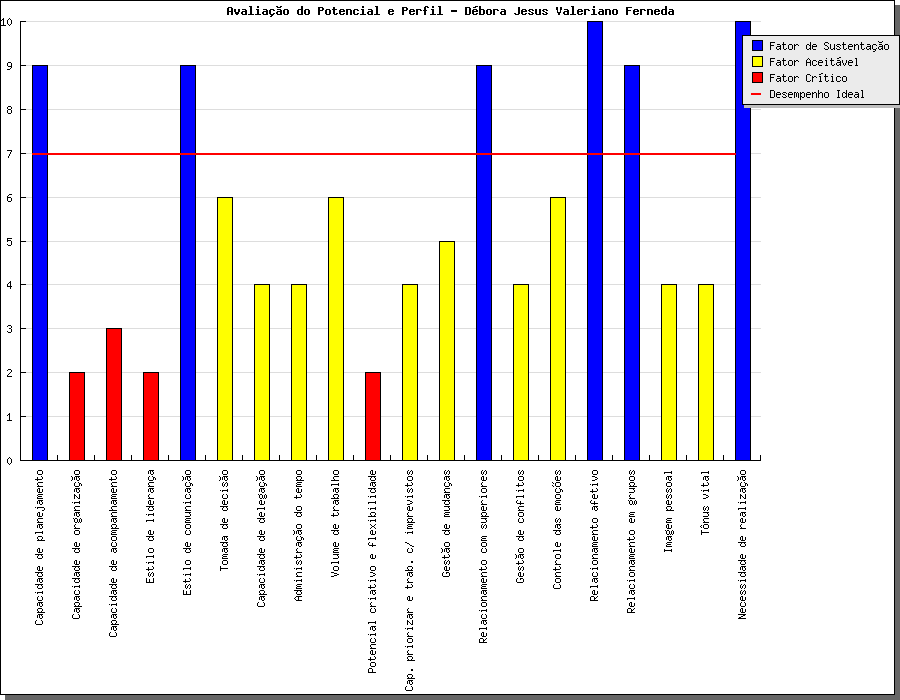 Avaliação do Potencial e Perfil - Débora Jesus Valeriano Ferneda
Fator de Sustentação
Fator Aceitável
Fator Crítico
Desempenho Ideal
10
9
8
7
6
5
4
3
2
1
0
Capacidade de planejamento
Capacidade de organização
Capacidade de acompanhamento
Estilo de liderança
Estilo de comunicação
Tomada de decisão
Capacidade de delegação
Administração do tempo
Volume de trabalho
Potencial criativo e flexibilidade
Cap. priorizar e trab. c/ imprevistos
Gestão de mudanças
Relacionamento com superiores
Gestão de conflitos
Controle das emoções
Relacionamento afetivo
Relacionamento em grupos
Imagem pessoal
Tônus vital
Necessidade de realização